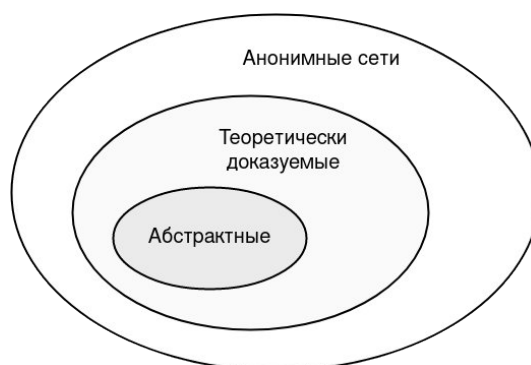 Анонимные сети
Теоретически
доказуемые
Абстрактные